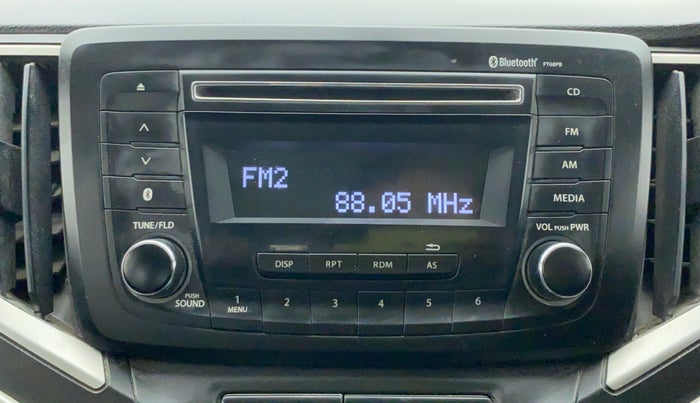 Bluetooth FT68PB
CD
FM
AM
MEDIA
FM2
88.05 MHz
TUNE/FLD
VOL PUSH PWR
DISP RPT RDM AS
PUSH
SOUND
1 2 3 4 5 6
MENU